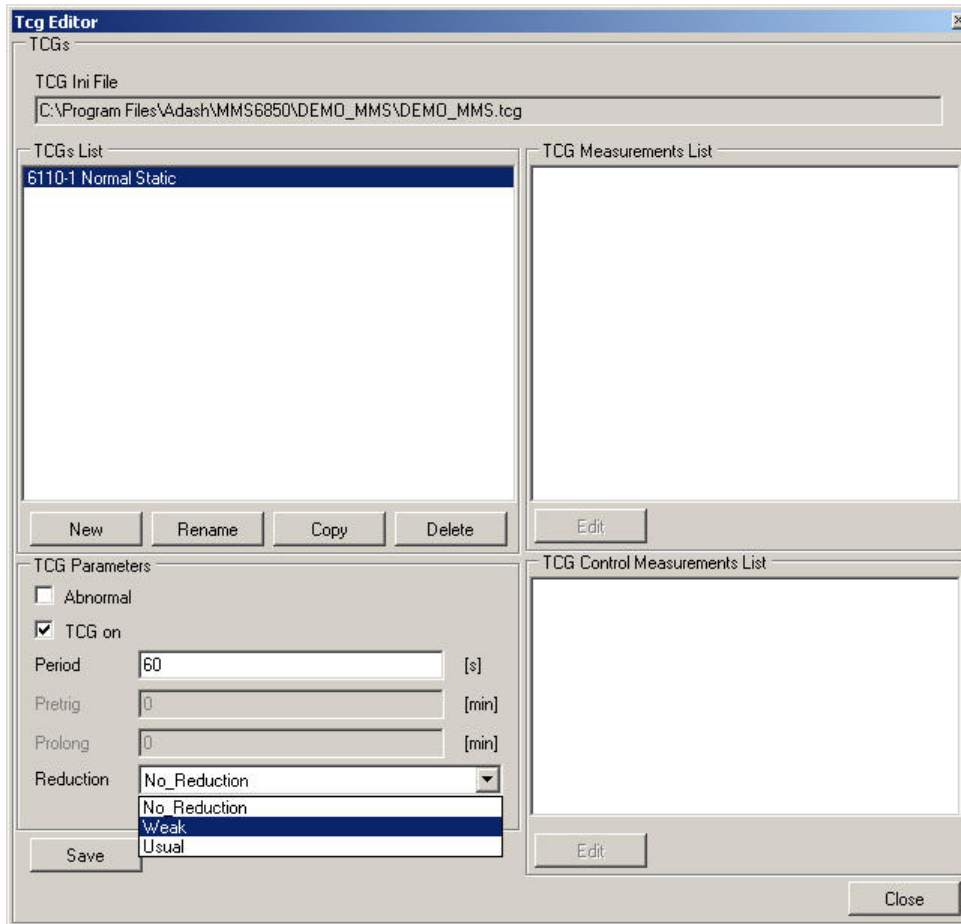 Tcg Editor
TCGs
TCG Ini File
C:\Program Files\Adash\MMS6850\DEMO_MMS\DEMO_MMS.tcg
TCGs List
6110-1 Normal Static
New Rename Copy Delete
TCG Measurements List
Edit
TCG Parameters
Abnormal
TCG on
Period 60 [s]
Pretrig 0 [min]
Prolong 0 [min]
Reduction No_Reduction
No_Reduction
Weak
Usual
Save
TCG Control Measurements List
Edit
Close